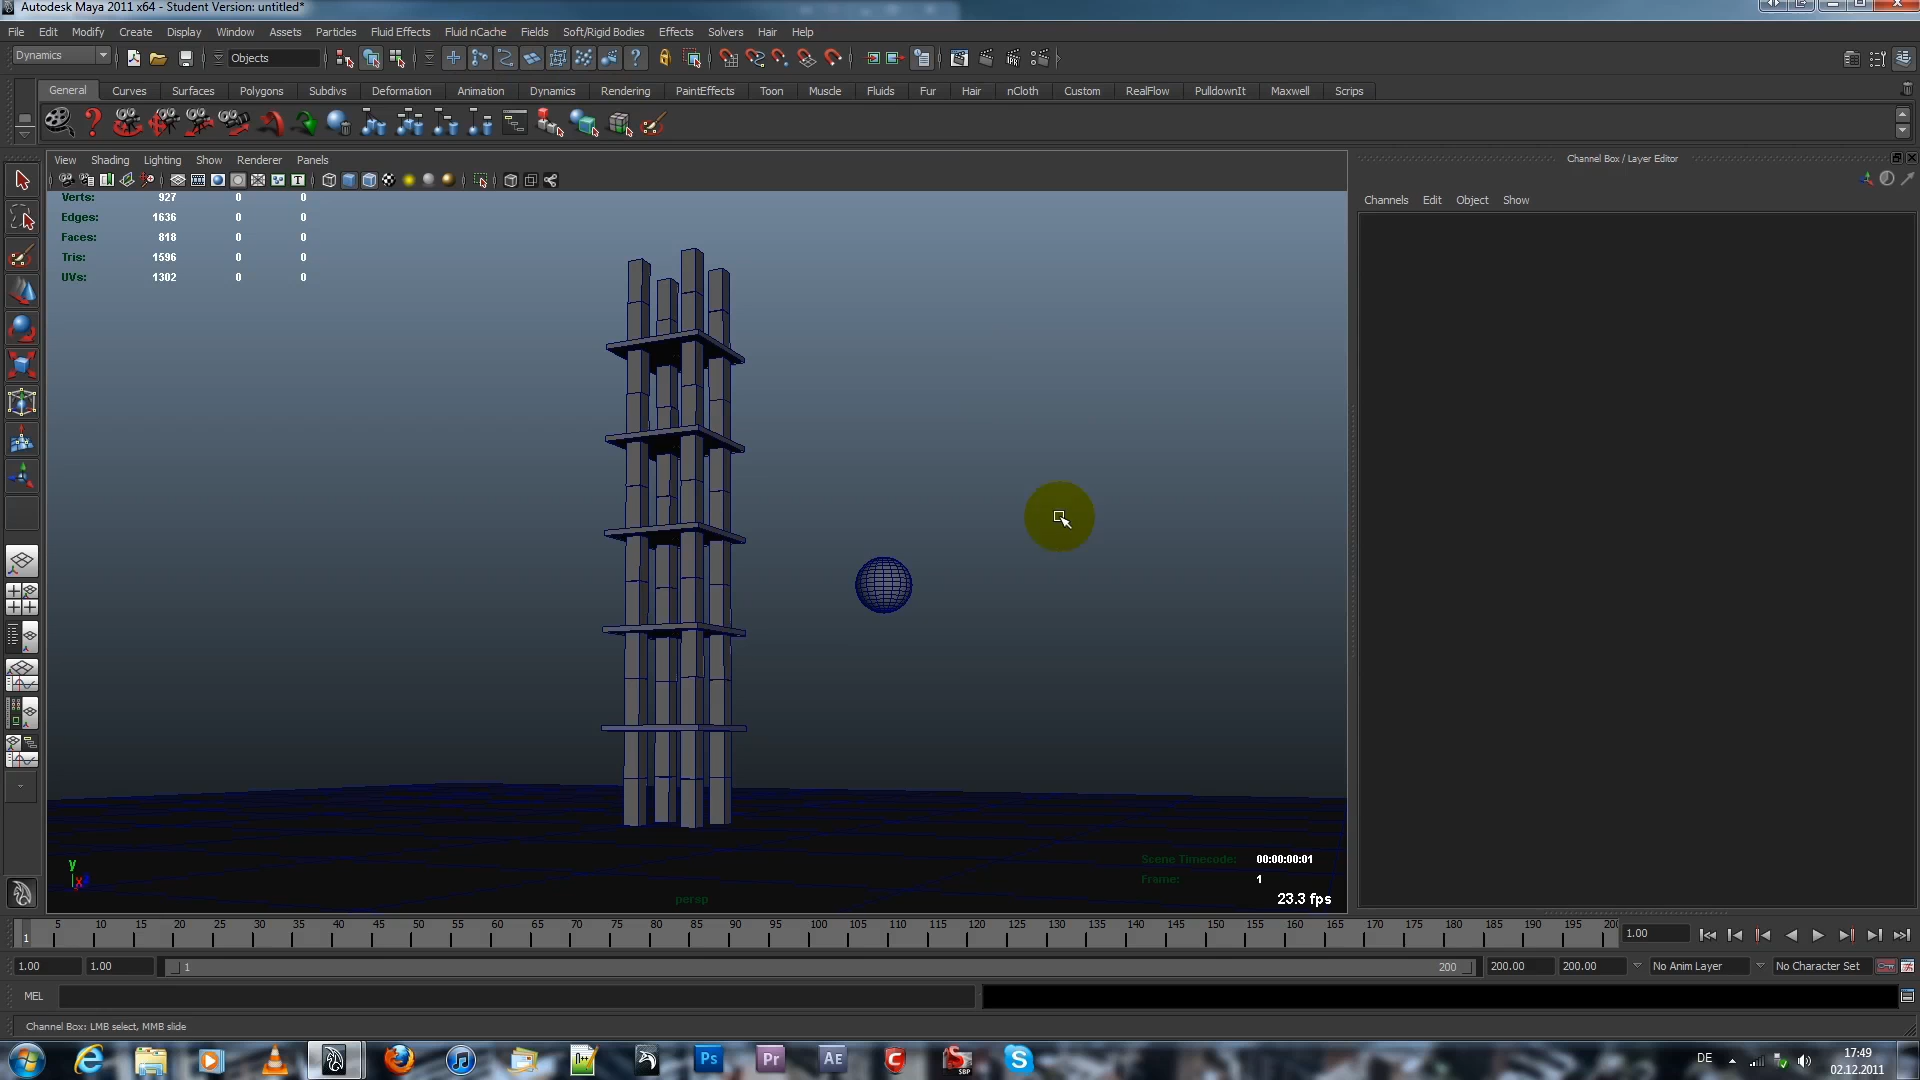 Autodesk Maya 2011 x64 - Student Version: untitled*
File Edit Modify Create Display Window Assets Particles Fluid Effects Fluid nCache Fields Soft/Rigid Bodies Effects Solvers Hair Help
Dynamics Objects
General Curves Surfaces Polygons Subdivs Deformation Animation Dynamics Rendering PaintEffects Toon Muscle Fluids Fur Hair nCloth Custom RealFlow PulldownIt Maxwell Scrips
View Shading Lighting Show Renderer Panels
Channel Box / Layer Editor
Channels Edit Object Show
Verts: 927 0 0
Edges: 1636 0 0
Faces: 818 0 0
Tris: 1596 0 0
UVs: 1302 0 0
y
x
Scene Timecode: 00:00:00:01
Frame: 1
persp
23.3 fps
1 5 10 15 20 25 30 35 40 45 50 55 60 65 70 75 80 85 90 95 100 105 110 115 120 125 130 135 140 145 150 155 160 165 170 175 180 185 190 195 1.00
1.00 1.00 1 200 200.00 200.00 No Anim Layer No Character Set
MEL
Channel Box: LMB select, MMB slide
Ps Pr AE
DE
17:49
02.12.2011